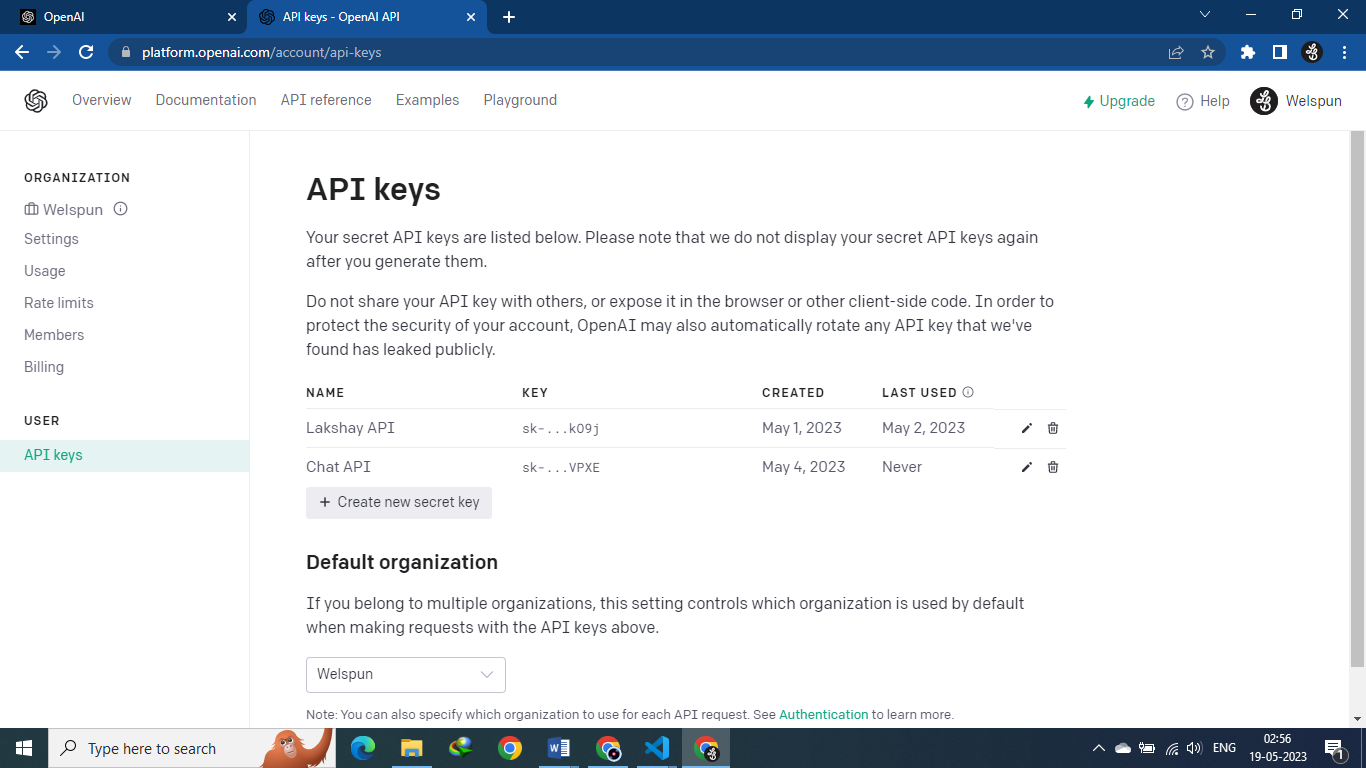 OpenAI
API keys - OpenAI API
platform.openai.com/account/api-keys
Overview Documentation API reference Examples Playground
Upgrade Help Welspun
ORGANIZATION
Welspun
Settings
Usage
Rate limits
Members
Billing
USER
API keys
API keys
Your secret API keys are listed below. Please note that we do not display your secret API keys again
after you generate them.
Do not share your API key with others, or expose it in the browser or other client-side code. In order to
protect the security of your account, OpenAI may also automatically rotate any API key that we've
found has leaked publicly.
NAME KEY CREATED LAST USED
Lakshay API sk-...kO9j May 1, 2023 May 2, 2023
Chat API sk-...VPXE May 4, 2023 Never
+ Create new secret key
Default organization
If you belong to multiple organizations, this setting controls which organization is used by default
when making requests with the API keys above.
Welspun
Note: You can also specify which organization to use for each API request. See Authentication to learn more.
Type here to search
ENG
02:56
19-05-2023
1